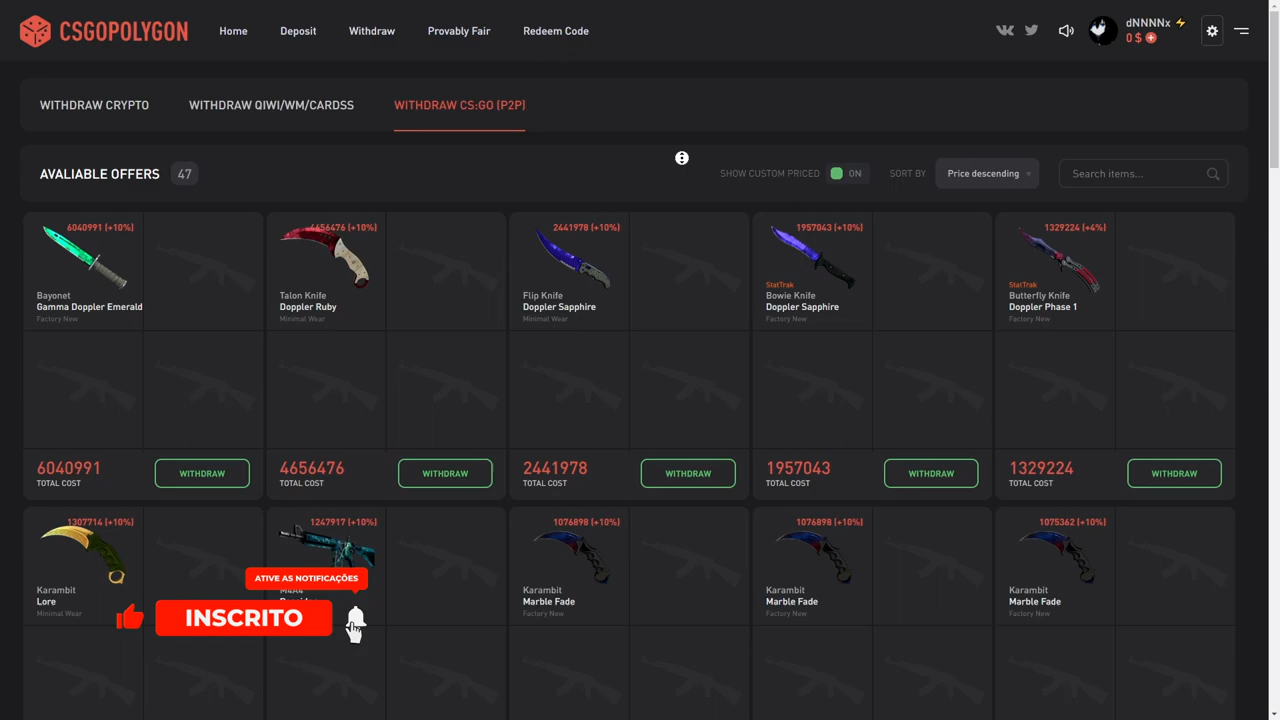 CSGOPOLYGON
Home Deposit Withdraw Provably Fair Redeem Code
dNNNNx
0 $
WITHDRAW CRYPTO WITHDRAW QIWI/WM/CARDSS WITHDRAW CS:GO (P2P)
AVALIABLE OFFERS 47
SHOW CUSTOM PRICED ON SORT BY Price descending Search items...
6040991 (+10%)
Bayonet
Gamma Doppler Emerald
Factory New
6040991
TOTAL COST
WITHDRAW
4656476 (+10%)
Talon Knife
Doppler Ruby
Minimal Wear
4656476
TOTAL COST
WITHDRAW
2441978 (+10%)
Flip Knife
Doppler Sapphire
Minimal Wear
2441978
TOTAL COST
WITHDRAW
1957043 (+10%)
StatTrak
Bowie Knife
Doppler Sapphire
Factory New
1957043
TOTAL COST
WITHDRAW
1329224 (+4%)
StatTrak
Butterfly Knife
Doppler Phase 1
Factory New
1329224
TOTAL COST
WITHDRAW
1307714 (+10%)
Karambit
Lore
Minimal Wear
1247917 (+10%)
M4A4
1076898 (+10%)
Karambit
Marble Fade
Factory New
1076898 (+10%)
Karambit
Marble Fade
Factory New
1075362 (+10%)
Karambit
Marble Fade
Factory New
ATIVE AS NOTIFICAÇÕES
INSCRITO